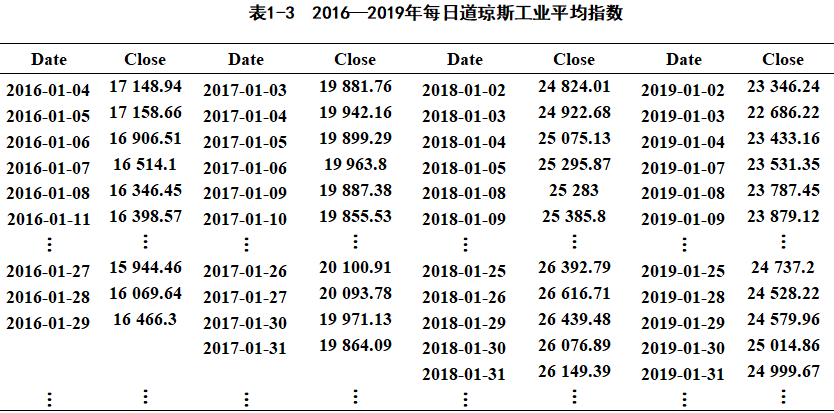 表1-3 2016—2019年每日道琼斯工业平均指数
Date Close Date Close Date Close Date Close
2016-01-04 17 148.94 2017-01-03 19 881.76 2018-01-02 24 824.01 2019-01-02 23 346.24
2016-01-05 17 158.66 2017-01-04 19 942.16 2018-01-03 24 922.68 2019-01-03 22 686.22
2016-01-06 16 906.51 2017-01-05 19 899.29 2018-01-04 25 075.13 2019-01-04 23 433.16
2016-01-07 16 514.1 2017-01-06 19 963.8 2018-01-05 25 295.87 2019-01-07 23 531.35
2016-01-08 16 346.45 2017-01-09 19 887.38 2018-01-08 25 283 2019-01-08 23 787.45
2016-01-11 16 398.57 2017-01-10 19 855.53 2018-01-09 25 385.8 2019-01-09 23 879.12
⋮ ⋮ ⋮ ⋮ ⋮ ⋮ ⋮ ⋮
2016-01-27 15 944.46 2017-01-26 20 100.91 2018-01-25 26 392.79 2019-01-25 24 737.2
2016-01-28 16 069.64 2017-01-27 20 093.78 2018-01-26 26 616.71 2019-01-28 24 528.22
2016-01-29 16 466.3 2017-01-30 19 971.13 2018-01-29 26 439.48 2019-01-29 24 579.96
2017-01-31 19 864.09 2018-01-30 26 076.89 2019-01-30 25 014.86
2018-01-31 26 149.39 2019-01-31 24 999.67
⋮ ⋮ ⋮ ⋮ ⋮ ⋮ ⋮ ⋮